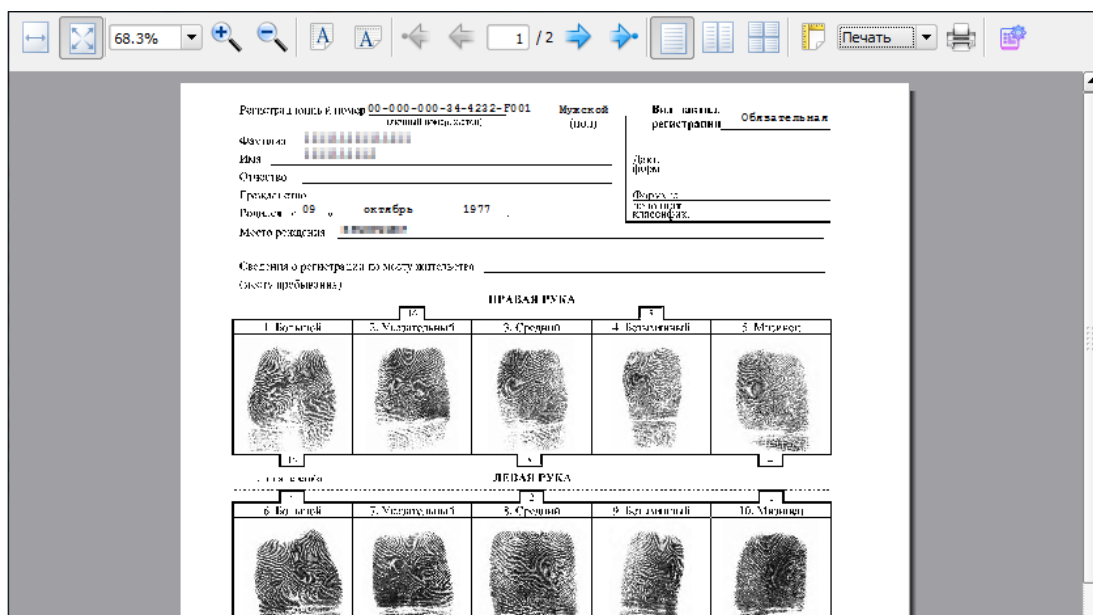 68.3% 1 /2 Печать
Регистрационный номер 00-000-000-34-4232-F001 Мужской Обязательная
(пол) регистрации
Фамилия
Имя
Отчество
Гражданство
Родился 09 октябрь 1977
Место рождения
Сведения о регистрации по месту жительства
(месту пребывания)
ПРАВАЯ РУКА
1. Большой 2. Указательный 3. Средний 4. Безымянный 5. Мизинец
ЛЕВАЯ РУКА
2
6. Большой 7. Указательный 8. Средний 9. Безымянный 10. Мизинец